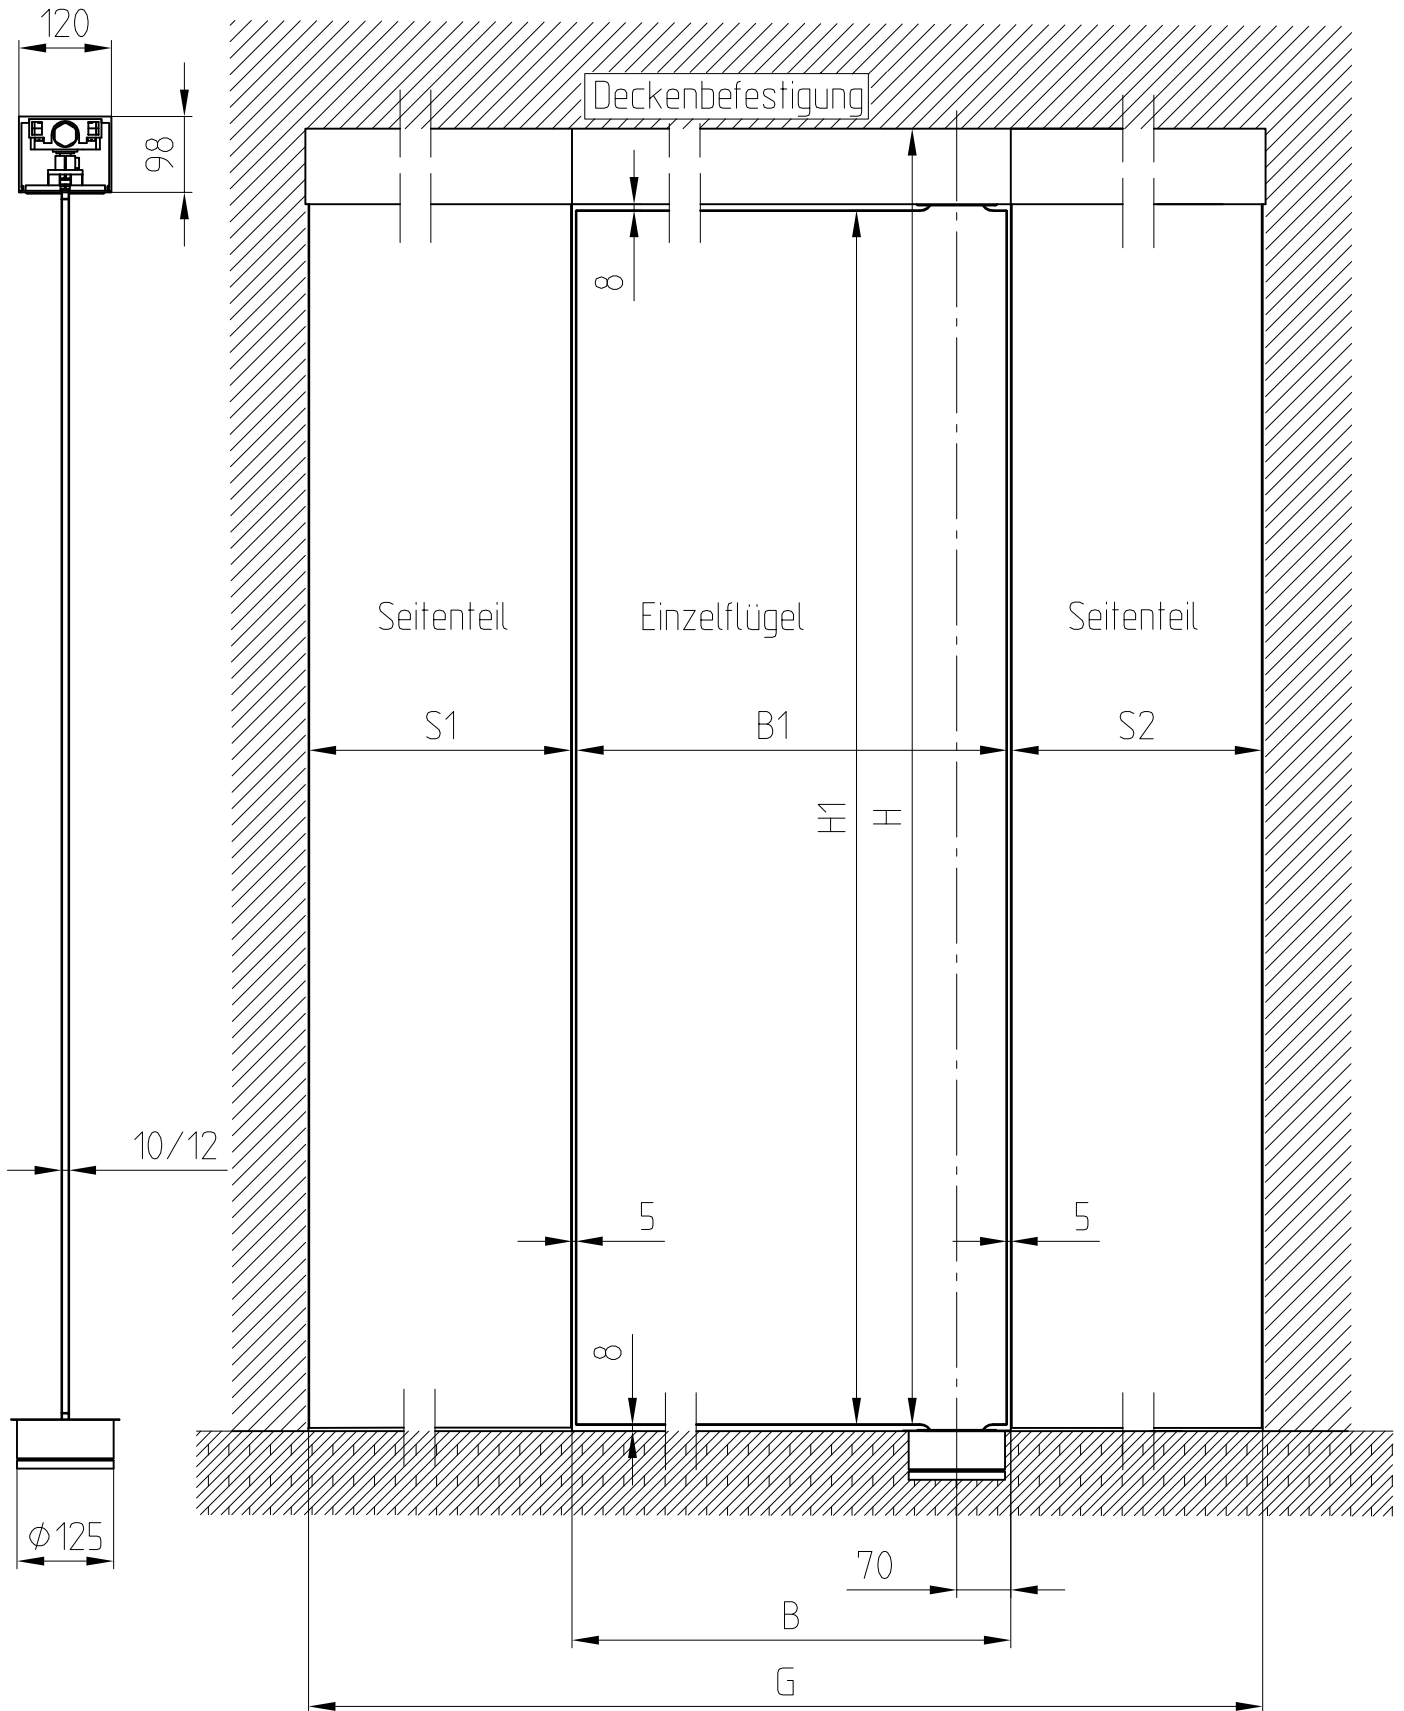 120
Deckenbefestigung
98
8
Seitenteil
Einzelflügel
Seitenteil
S1
B1
S2
H1
H
10/12
5
5
8
ϕ125
70
B
G